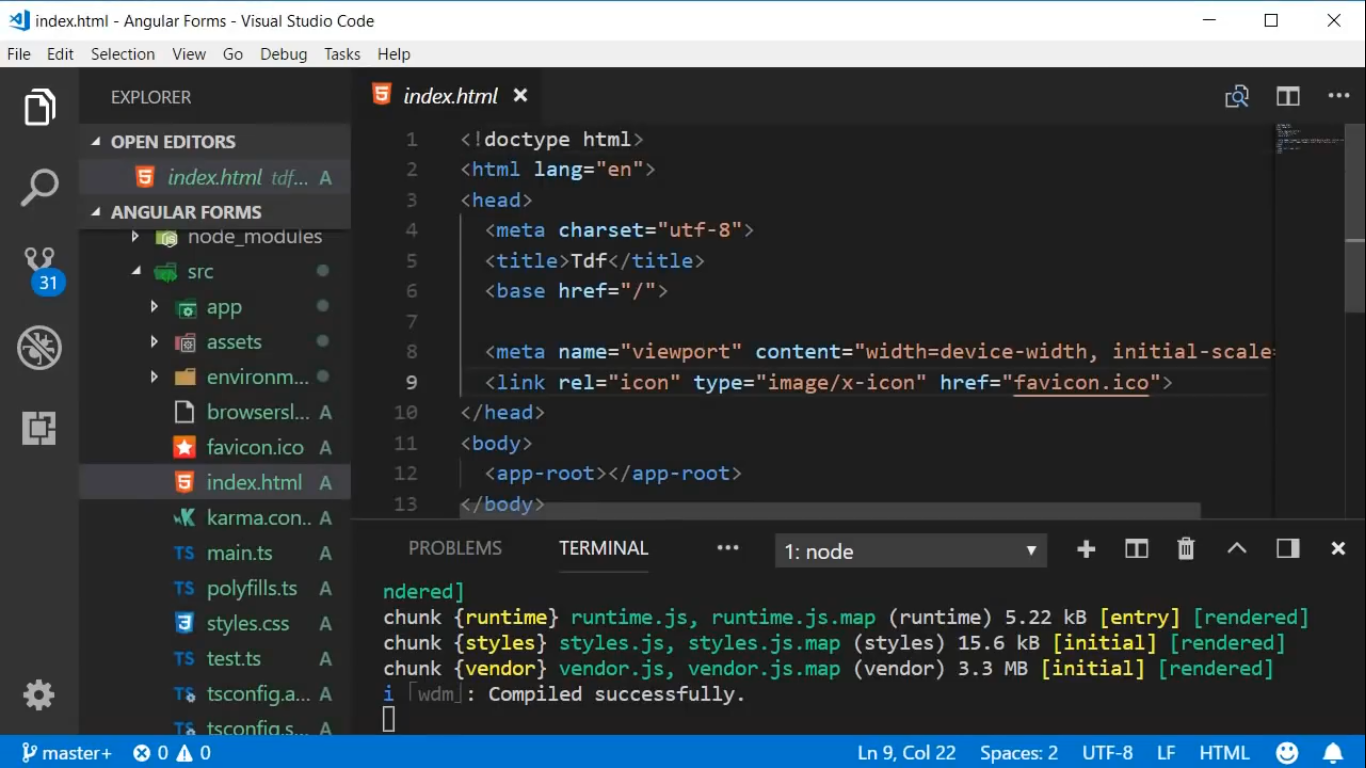 index.html - Angular Forms - Visual Studio Code
File Edit Selection View Go Debug Tasks Help
EXPLORER
OPEN EDITORS
index.html tdf... A
ANGULAR FORMS
node_modules
src
app
assets
environm...
browsersl... A
favicon.ico A
index.html A
karma.con... A
TS main.ts A
TS polyfills.ts A
styles.css A
TS test.ts A
TS tsconfig.a... A
TS tsconfig.s...
31
index.html
1 <!doctype html>
2 <html lang="en">
3 <head>
4 <meta charset="utf-8">
5 <title>Tdf</title>
6 <base href="/">
7
8 <meta name="viewport" content="width=device-width, initial-scale=
9 <link rel="icon" type="image/x-icon" href="favicon.ico">
10 </head>
11 <body>
12 <app-root></app-root>
13 </body>
PROBLEMS TERMINAL ... 1: node
ndered]
chunk {runtime} runtime.js, runtime.js.map (runtime) 5.22 kB [entry] [rendered]
chunk {styles} styles.js, styles.js.map (styles) 15.6 kB [initial] [rendered]
chunk {vendor} vendor.js, vendor.js.map (vendor) 3.3 MB [initial] [rendered]
i ｢wdm｣: Compiled successfully.
master+ 0 0 Ln 9, Col 22 Spaces: 2 UTF-8 LF HTML